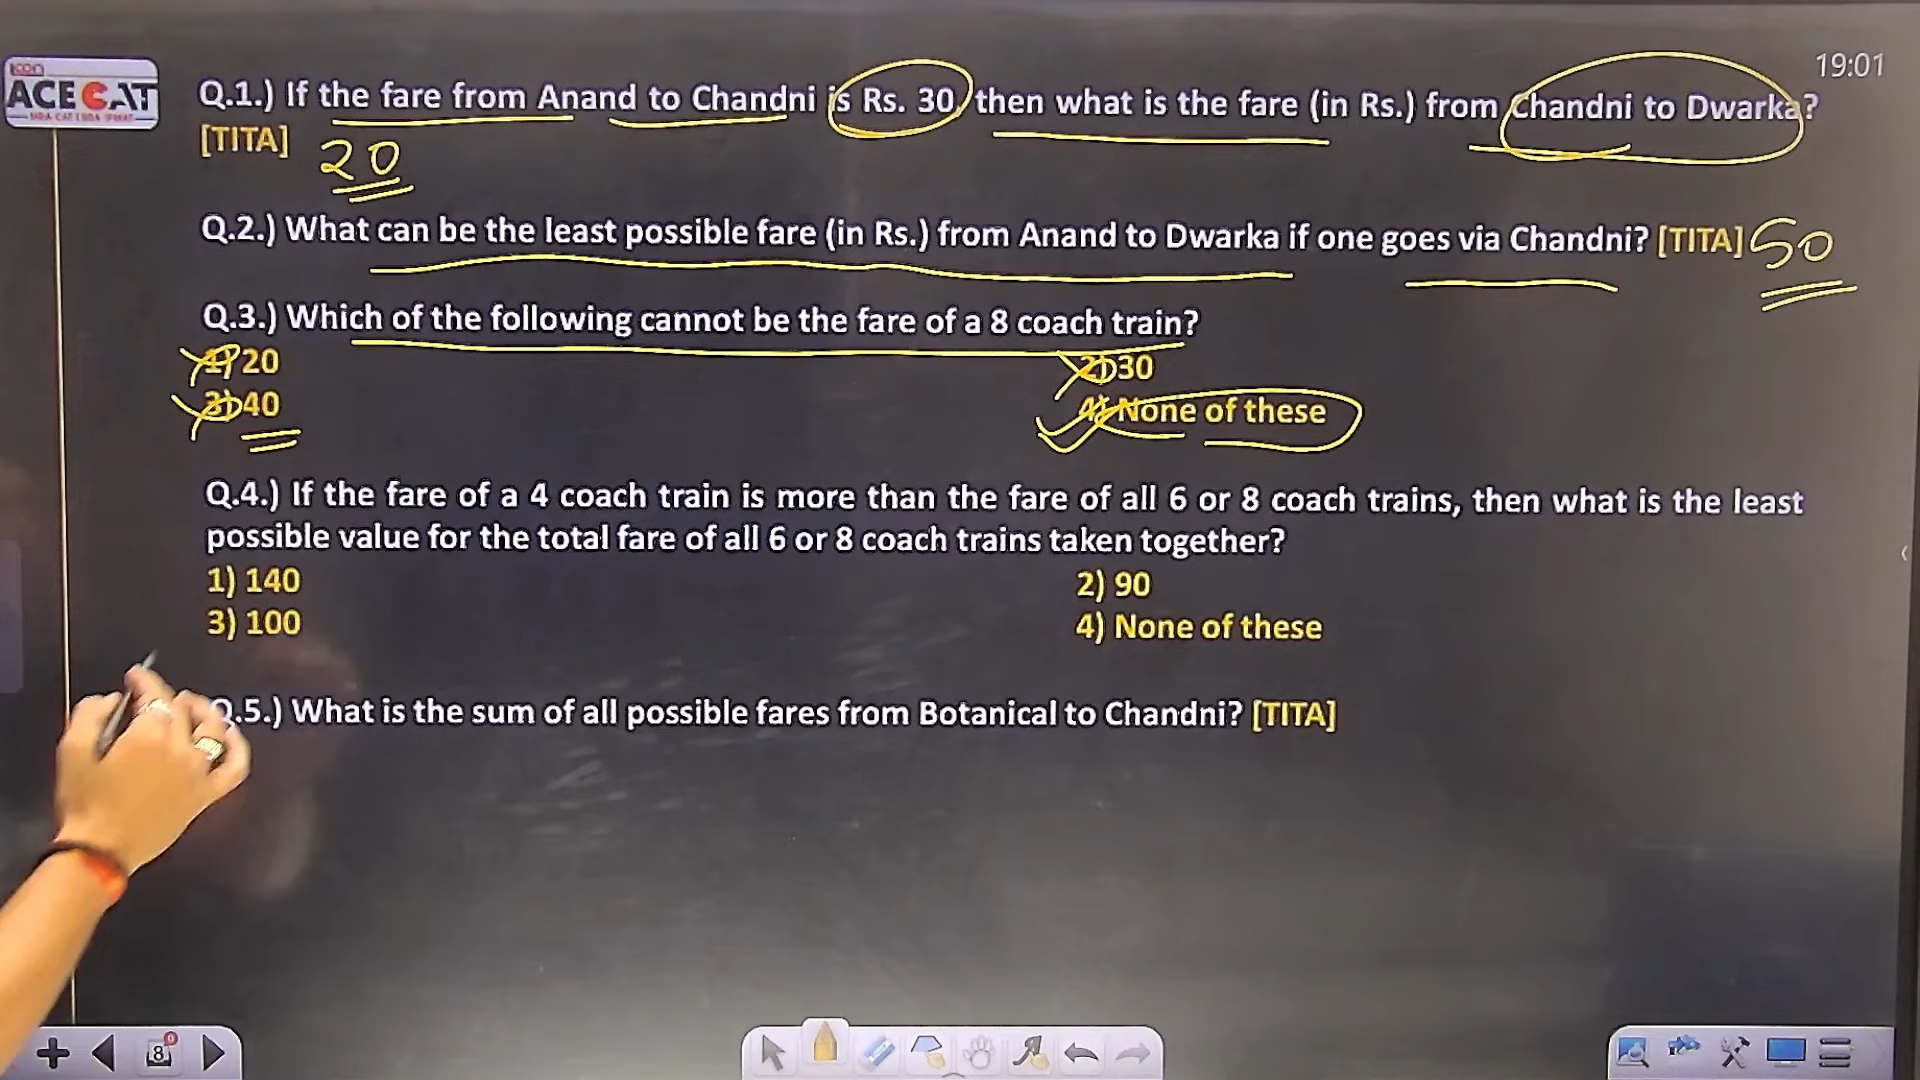 19:01
ICON
ACE CAT
Q.1.) If the fare from Anand to Chandni is Rs. 30, then what is the fare (in Rs.) from Chandni to Dwarka?
[TITA] 20
Q.2.) What can be the least possible fare (in Rs.) from Anand to Dwarka if one goes via Chandni? [TITA] 50
Q.3.) Which of the following cannot be the fare of a 8 coach train?
1) 20 2) 30
3) 40 4) None of these
Q.4.) If the fare of a 4 coach train is more than the fare of all 6 or 8 coach trains, then what is the least
possible value for the total fare of all 6 or 8 coach trains taken together?
1) 140 2) 90
3) 100 4) None of these
Q.5.) What is the sum of all possible fares from Botanical to Chandni? [TITA]
8